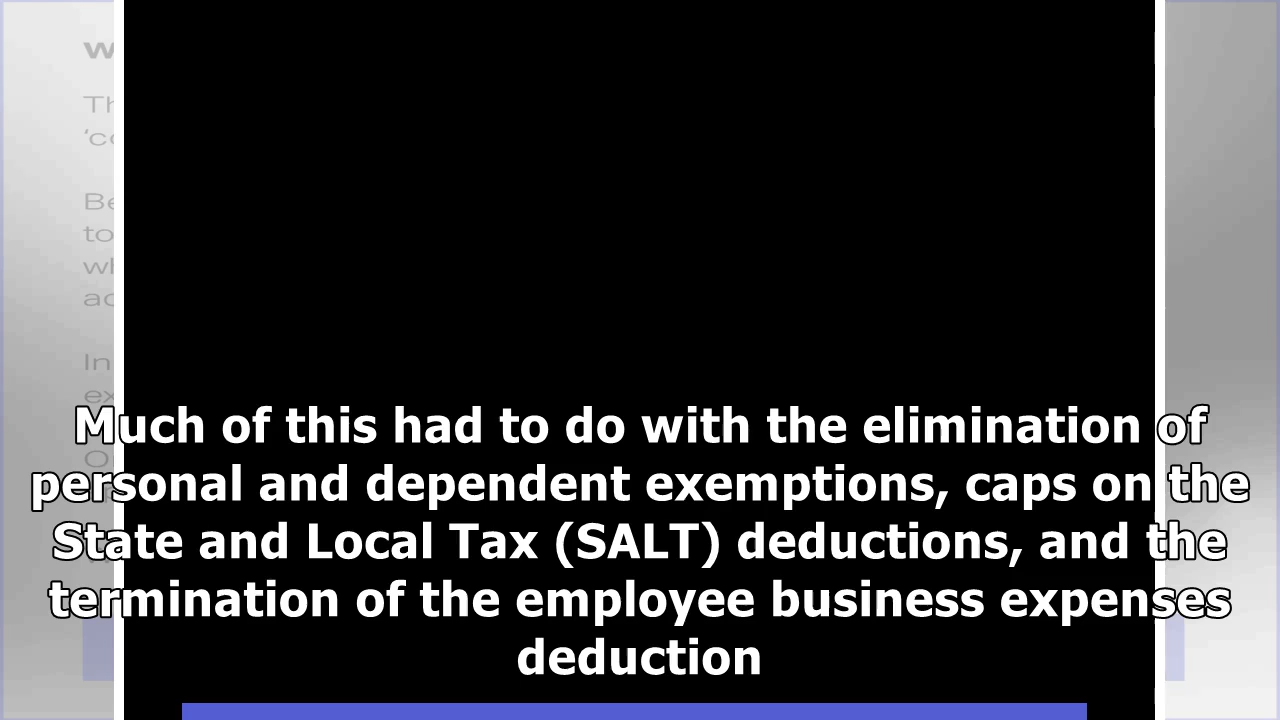 Much of this had to do with the elimination of
personal and dependent exemptions, caps on the
State and Local Tax (SALT) deductions, and the
termination of the employee business expenses
deduction